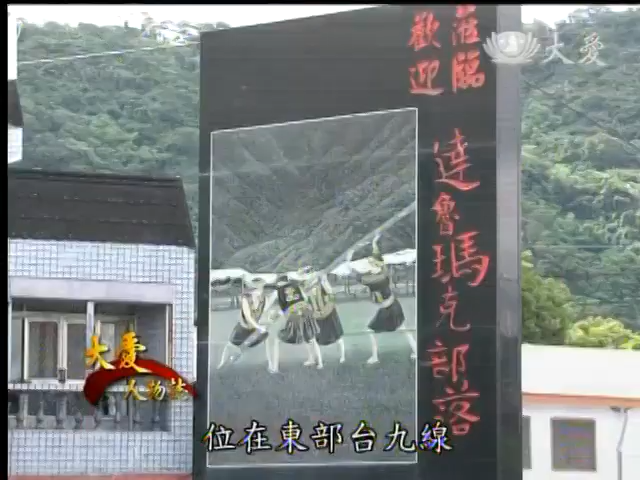 歡迎
蒞臨
達魯瑪克部落
大愛
大愛
人物誌
位在東部台九線